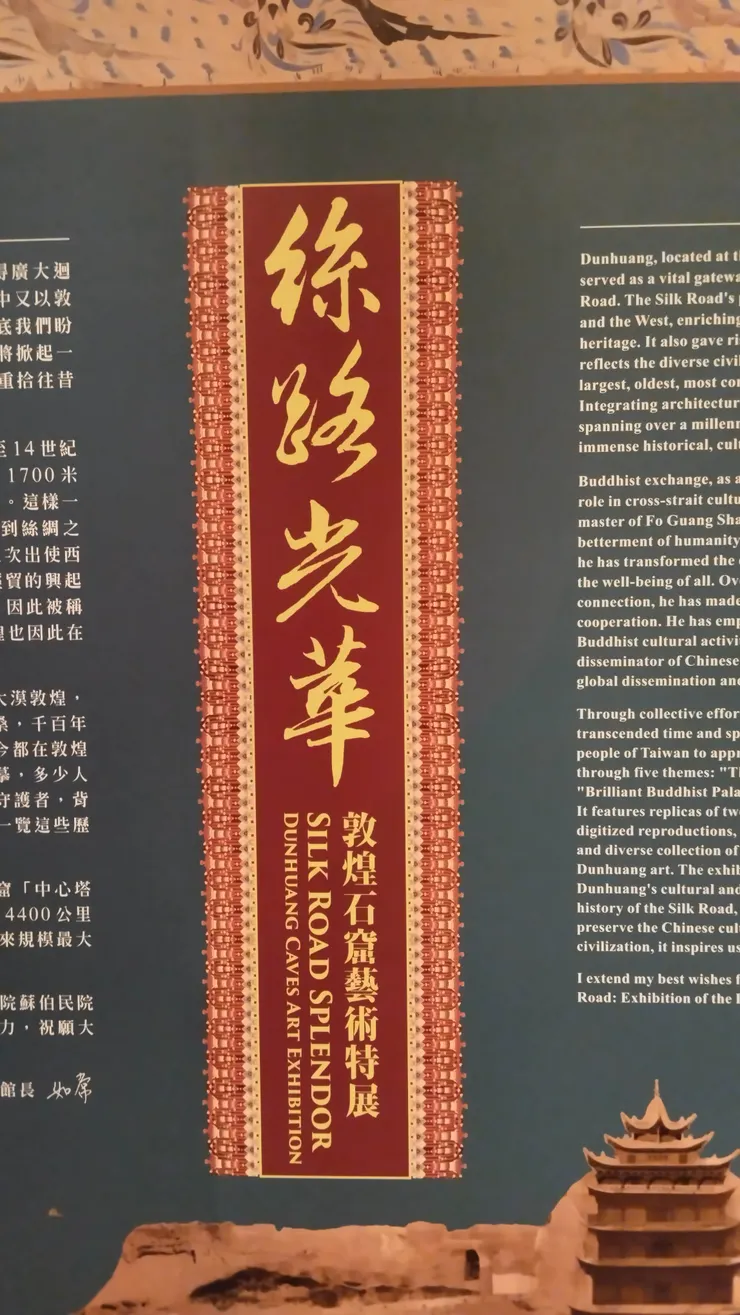 得廣大迴
中又以敦
底我們盼
將掀起一
重拾往昔
至14世紀
1700米
。這樣一
到絲綢之
次出使西
貿的興起
因此被稱
煌也因此在
大漠敦煌，
桑，千百年
今都在敦煌
摹，多少人
守護者，背
一覽這些歷
窟「中心塔
4400公里
來規模最大
院蘇伯民院
力，祝願大
館長 如常
絲路光華
敦煌石窟藝術特展
SILK ROAD SPLENDOR
DUNHUANG CAVES ART EXHIBITION
Dunhuang, located at t
served as a vital gatewa
Road. The Silk Road's
and the West, enriching
heritage. It also gave ri
reflects the diverse civi
largest, oldest, most co
Integrating architectur
spanning over a millenn
immense historical, cul
Buddhist exchange, as a
role in cross-strait cultu
master of Fo Guang Sha
betterment of humanity
he has transformed the
the well-being of all. Ov
connection, he has made
cooperation. He has emp
Buddhist cultural activi
disseminator of Chinese
global dissemination and
Through collective effor
transcended time and sp
people of Taiwan to appr
through five themes: "Th
"Brilliant Buddhist Pala
It features replicas of tw
digitized reproductions,
and diverse collection of
Dunhuang art. The exhib
Dunhuang's cultural and
history of the Silk Road,
preserve the Chinese cul
civilization, it inspires us
I extend my best wishes f
Road: Exhibition of the